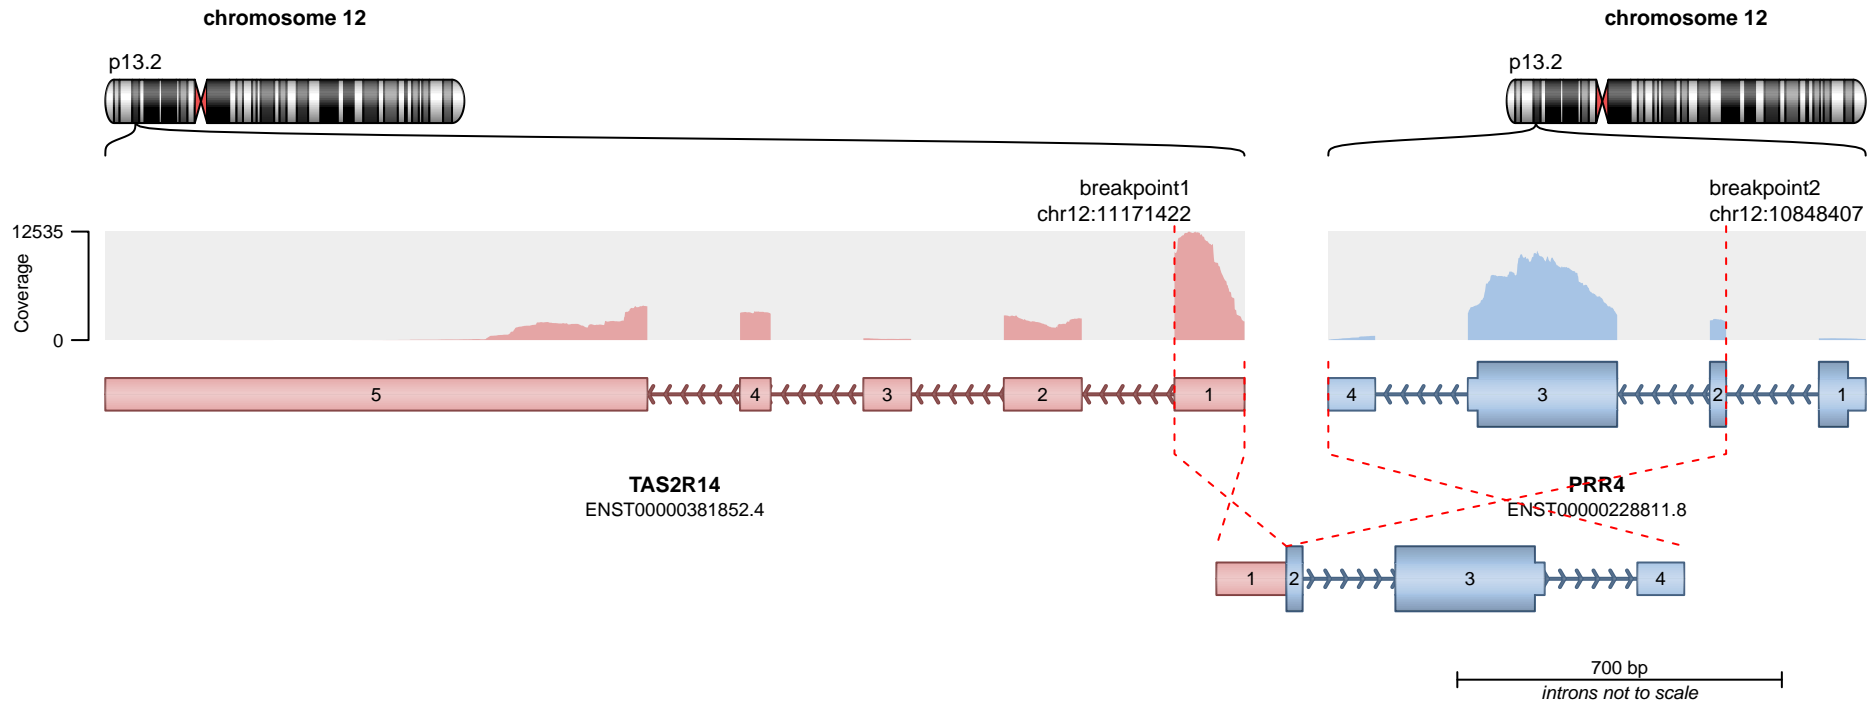 chromosome 12
chromosome 12
p13.2
p13.2
breakpoint1
chr12:11171422
breakpoint2
chr12:10848407
12535
Coverage
0
5
4
3
2
1
4
3
2
1
TAS2R14
ENST00000381852.4
PRR4
ENST00000228811.8
1
2
3
4
700 bp
introns not to scale